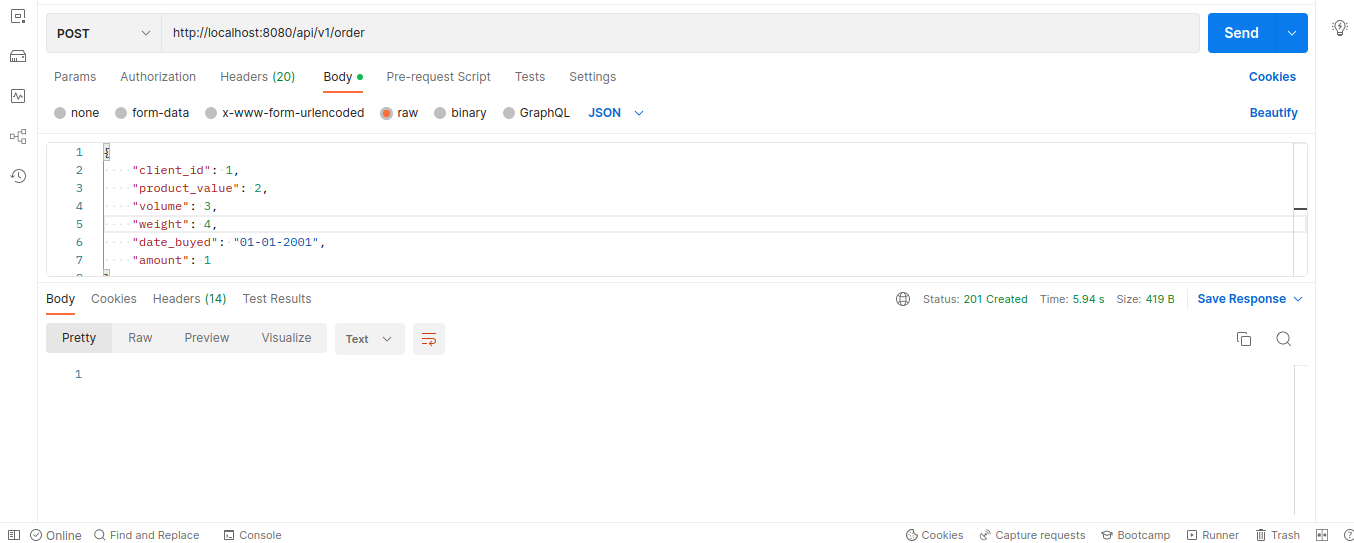 POST http://localhost:8080/api/v1/order Send
Params Authorization Headers (20) Body Pre-request Script Tests Settings Cookies
none form-data x-www-form-urlencoded raw binary GraphQL JSON Beautify
1 {
2 "client_id": 1,
3 "product_value": 2,
4 "volume": 3,
5 "weight": 4,
6 "date_buyed": "01-01-2001",
7 "amount": 1
8 }
Body Cookies Headers (14) Test Results Status: 201 Created Time: 5.94 s Size: 419 B Save Response
Pretty Raw Preview Visualize Text
1
Online Find and Replace Console Cookies Capture requests Bootcamp Runner Trash